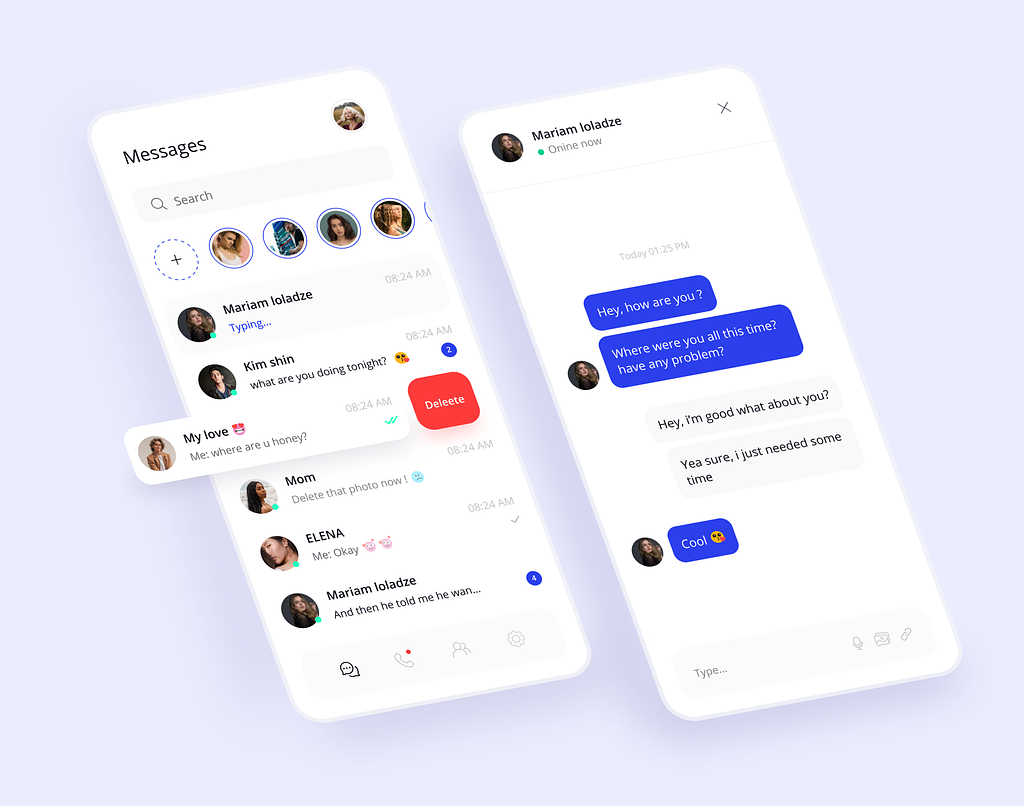 Messages
Search
Mariam loladze
08:24 AM
Typing...
Kim shin
08:24 AM
what are you doing tonight? 😘
2
My love 🤩
08:24 AM
Me: where are u honey?
Deleete
Mom
08:24 AM
Delete that photo now !
ELENA
08:24 AM
Me: Okay
Mariam loladze
And then he told me he wan...
4
Mariam loladze
Onine now
Today 01:25 PM
Hey, how are you ?
Where were you all this time?
have any problem?
Hey, i'm good what about you?
Yea sure, i just needed some
time
Cool 😘
Type...